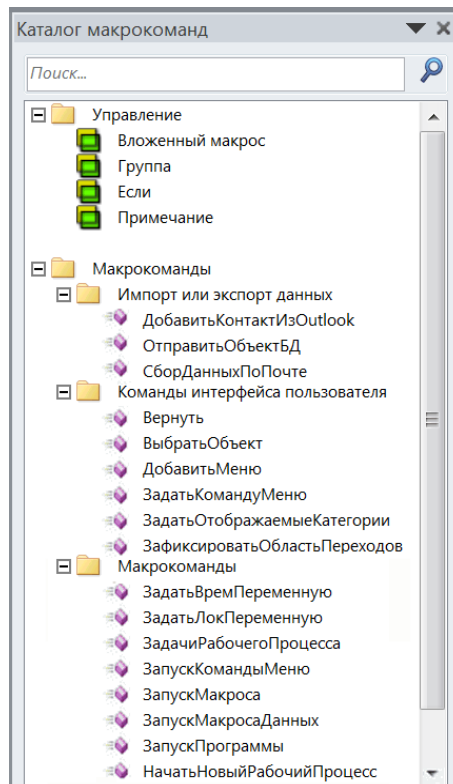 Каталог макрокоманд
Поиск...
Управление
Вложенный макрос
Группа
Если
Примечание
Макрокоманды
Импорт или экспорт данных
ДобавитьКонтактИзOutlook
ОтправитьОбъектБД
СборДанныхПоПочте
Команды интерфейса пользователя
Вернуть
ВыбратьОбъект
ДобавитьМеню
ЗадатьКомандуМеню
ЗадатьОтображаемыеКатегории
ЗафиксироватьОбластьПереходов
Макрокоманды
ЗадатьВремПеременную
ЗадатьЛокПеременную
ЗадачиРабочегоПроцесса
ЗапускКомандыМеню
ЗапускМакроса
ЗапускМакросаДанных
ЗапускПрограммы
НачатьНовыйРабочийПроцесс